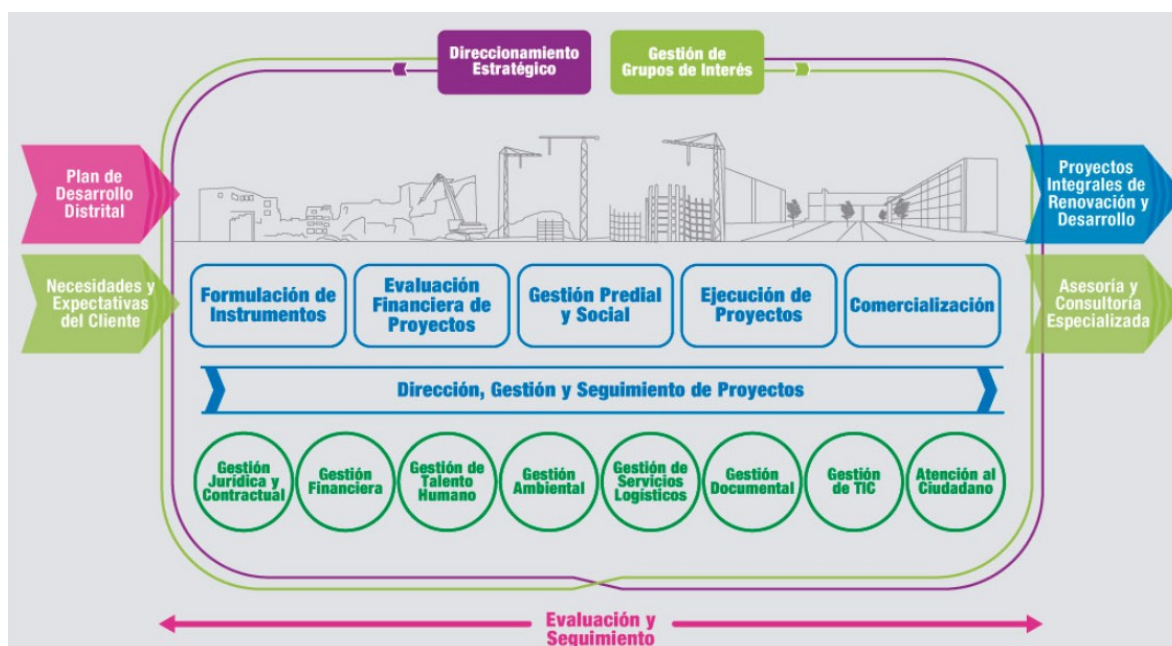 Direccionamiento
Estratégico
Gestión de
Grupos de Interés
Plan de
Desarrollo
Distrital
Proyectos
Integrales de
Renovación y
Desarrollo
Necesidades y
Expectativas
del Cliente
Asesoría y
Consultoría
Especializada
Formulación de
Instrumentos
Evaluación
Financiera de
Proyectos
Gestión Predial
y Social
Ejecución de
Proyectos
Comercialización
Dirección, Gestión y Seguimiento de Proyectos
Gestión
Jurídica y
Contractual
Gestión
Financiera
Gestión de
Talento
Humano
Gestión
Ambiental
Gestión de
Servicios
Logísticos
Gestión
Documental
Gestión
de TIC
Atención al
Ciudadano
Evaluación y
Seguimiento